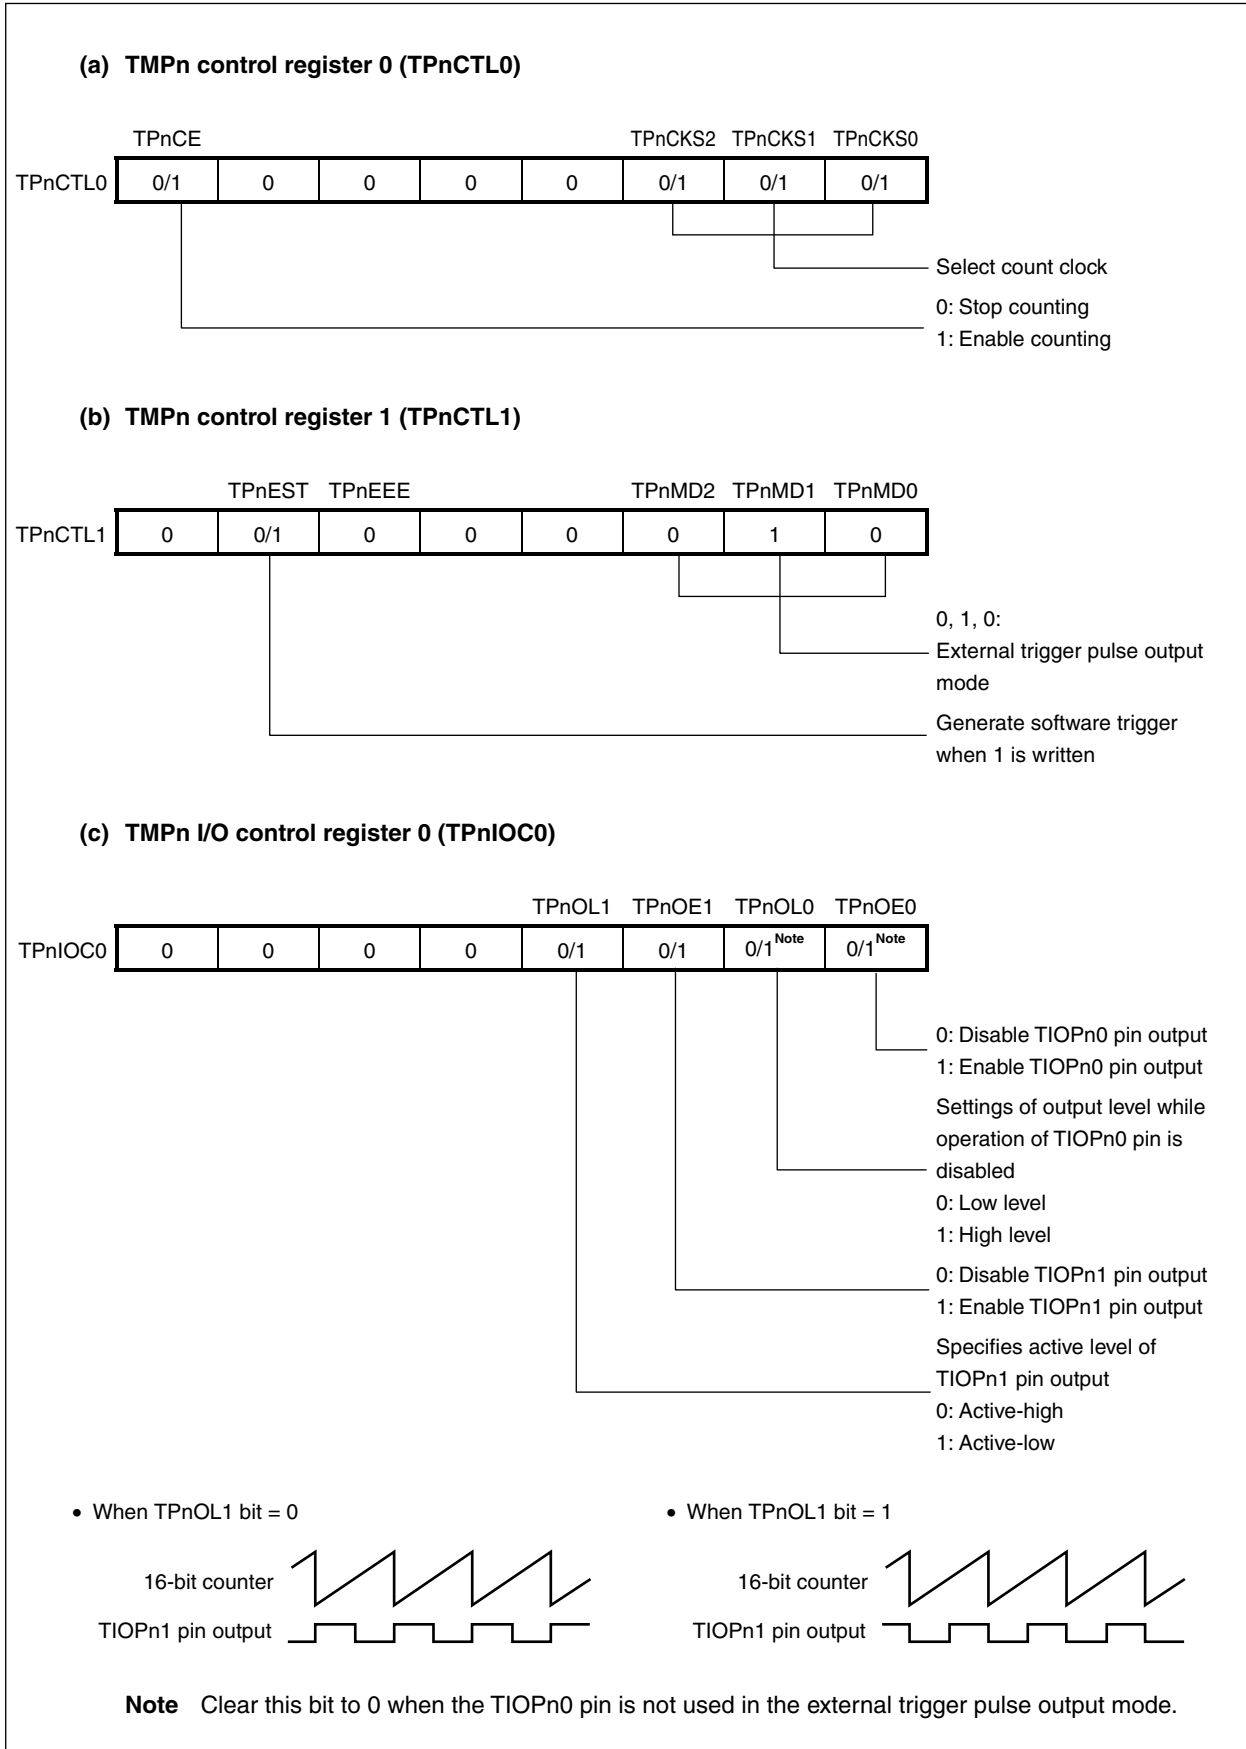 (a) TMPn control register 0 (TPnCTL0)
TPnCE TPnCKS2 TPnCKS1 TPnCKS0
TPnCTL0 0/1 0 0 0 0 0/1 0/1 0/1
Select count clock
0: Stop counting
1: Enable counting
(b) TMPn control register 1 (TPnCTL1)
TPnEST TPnEEE TPnMD2 TPnMD1 TPnMD0
TPnCTL1 0 0/1 0 0 0 0 1 0
0, 1, 0:
External trigger pulse output
mode
Generate software trigger
when 1 is written
(c) TMPn I/O control register 0 (TPnIOC0)
TPnOL1 TPnOE1 TPnOL0 TPnOE0
TPnIOC0 0 0 0 0 0/1 0/1 0/1Note 0/1Note
0: Disable TIOPn0 pin output
1: Enable TIOPn0 pin output
Settings of output level while
operation of TIOPn0 pin is
disabled
0: Low level
1: High level
0: Disable TIOPn1 pin output
1: Enable TIOPn1 pin output
Specifies active level of
TIOPn1 pin output
0: Active-high
1: Active-low
• When TPnOL1 bit = 0
16-bit counter
TIOPn1 pin output
• When TPnOL1 bit = 1
16-bit counter
TIOPn1 pin output
Note Clear this bit to 0 when the TIOPn0 pin is not used in the external trigger pulse output mode.